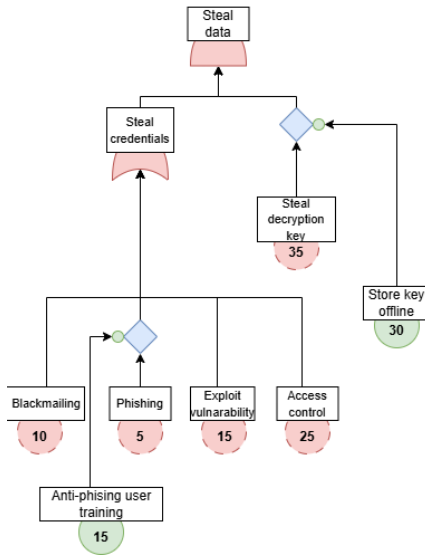 Steal
data
Steal
credentials
Steal
decryption
key
35
Store key
offline
30
Blackmailing
10
Phishing
5
Exploit
vulnarability
15
Access
control
25
Anti-phising user
training
15